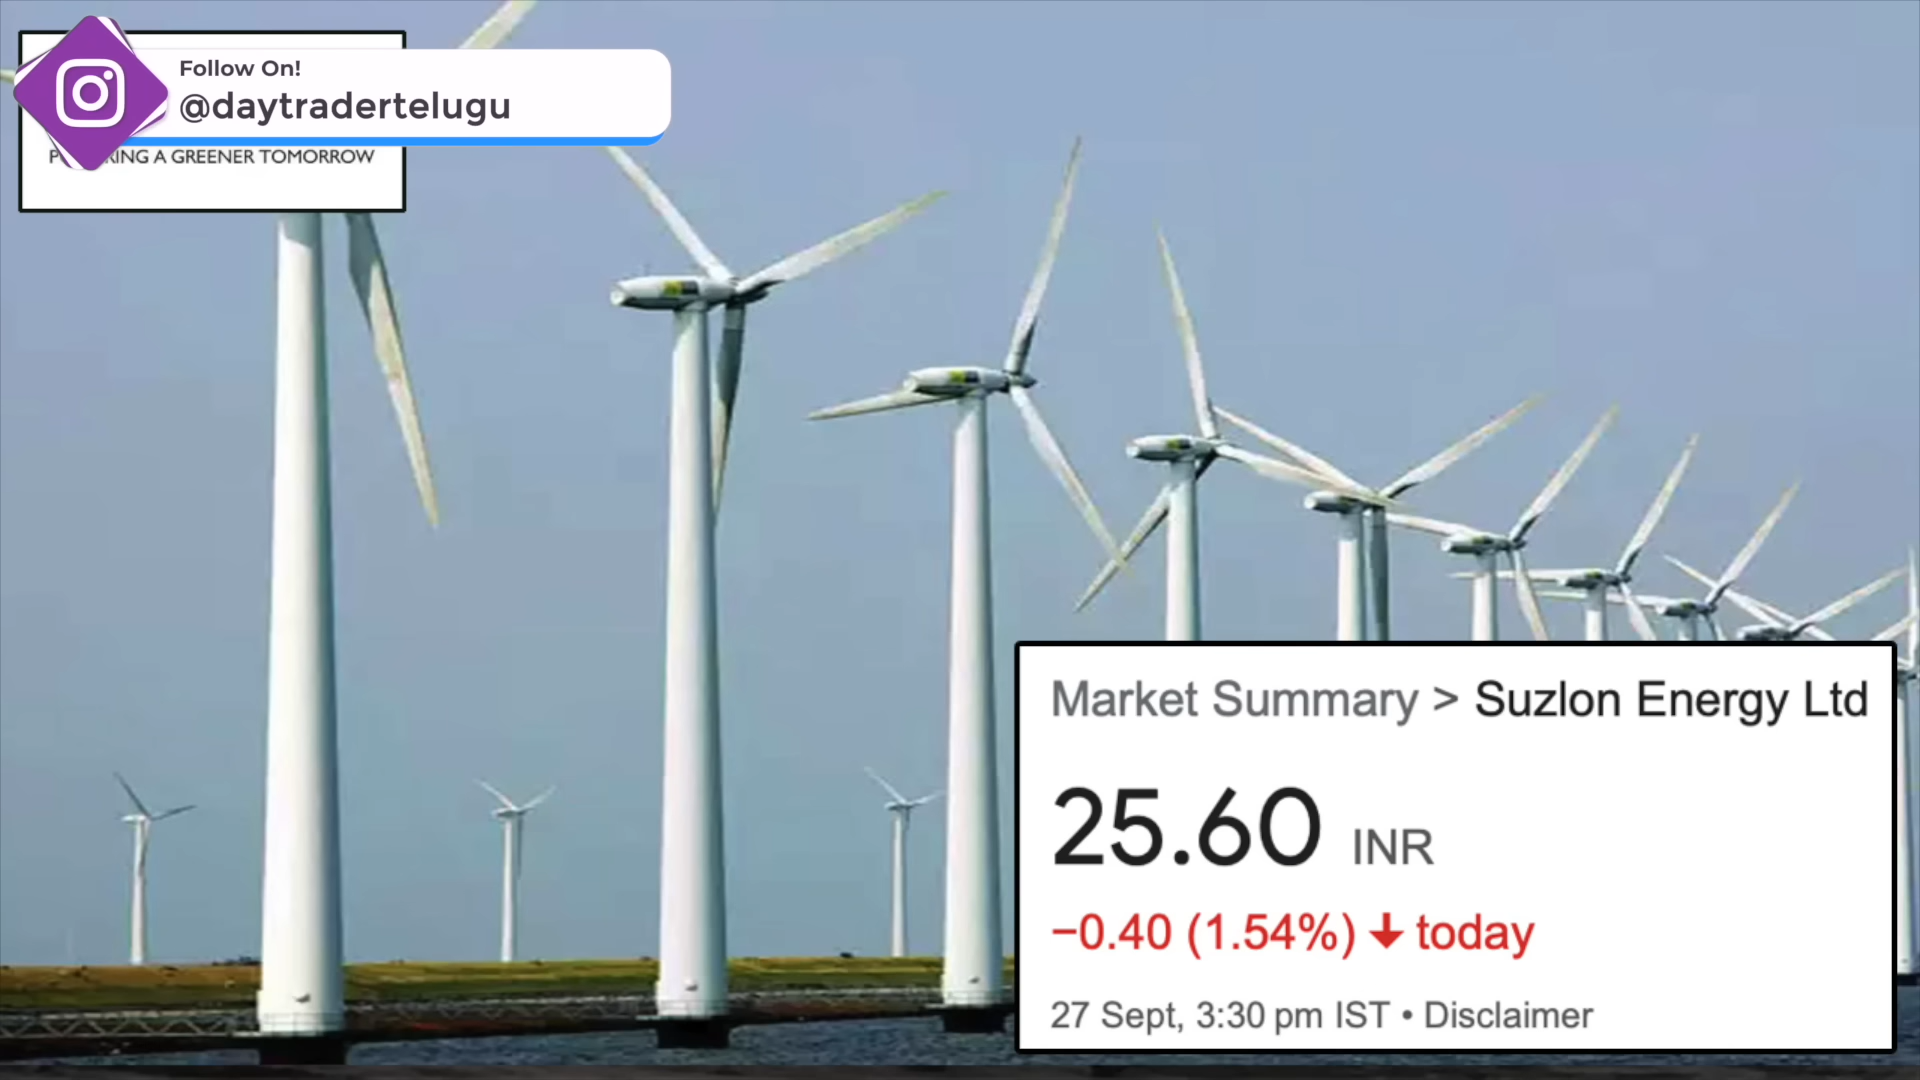 Follow On!
@daytradertelugu
A GREENER TOMORROW
Market Summary > Suzlon Energy Ltd
25.60 INR
−0.40 (1.54%) ↓ today
27 Sept, 3:30 pm IST • Disclaimer